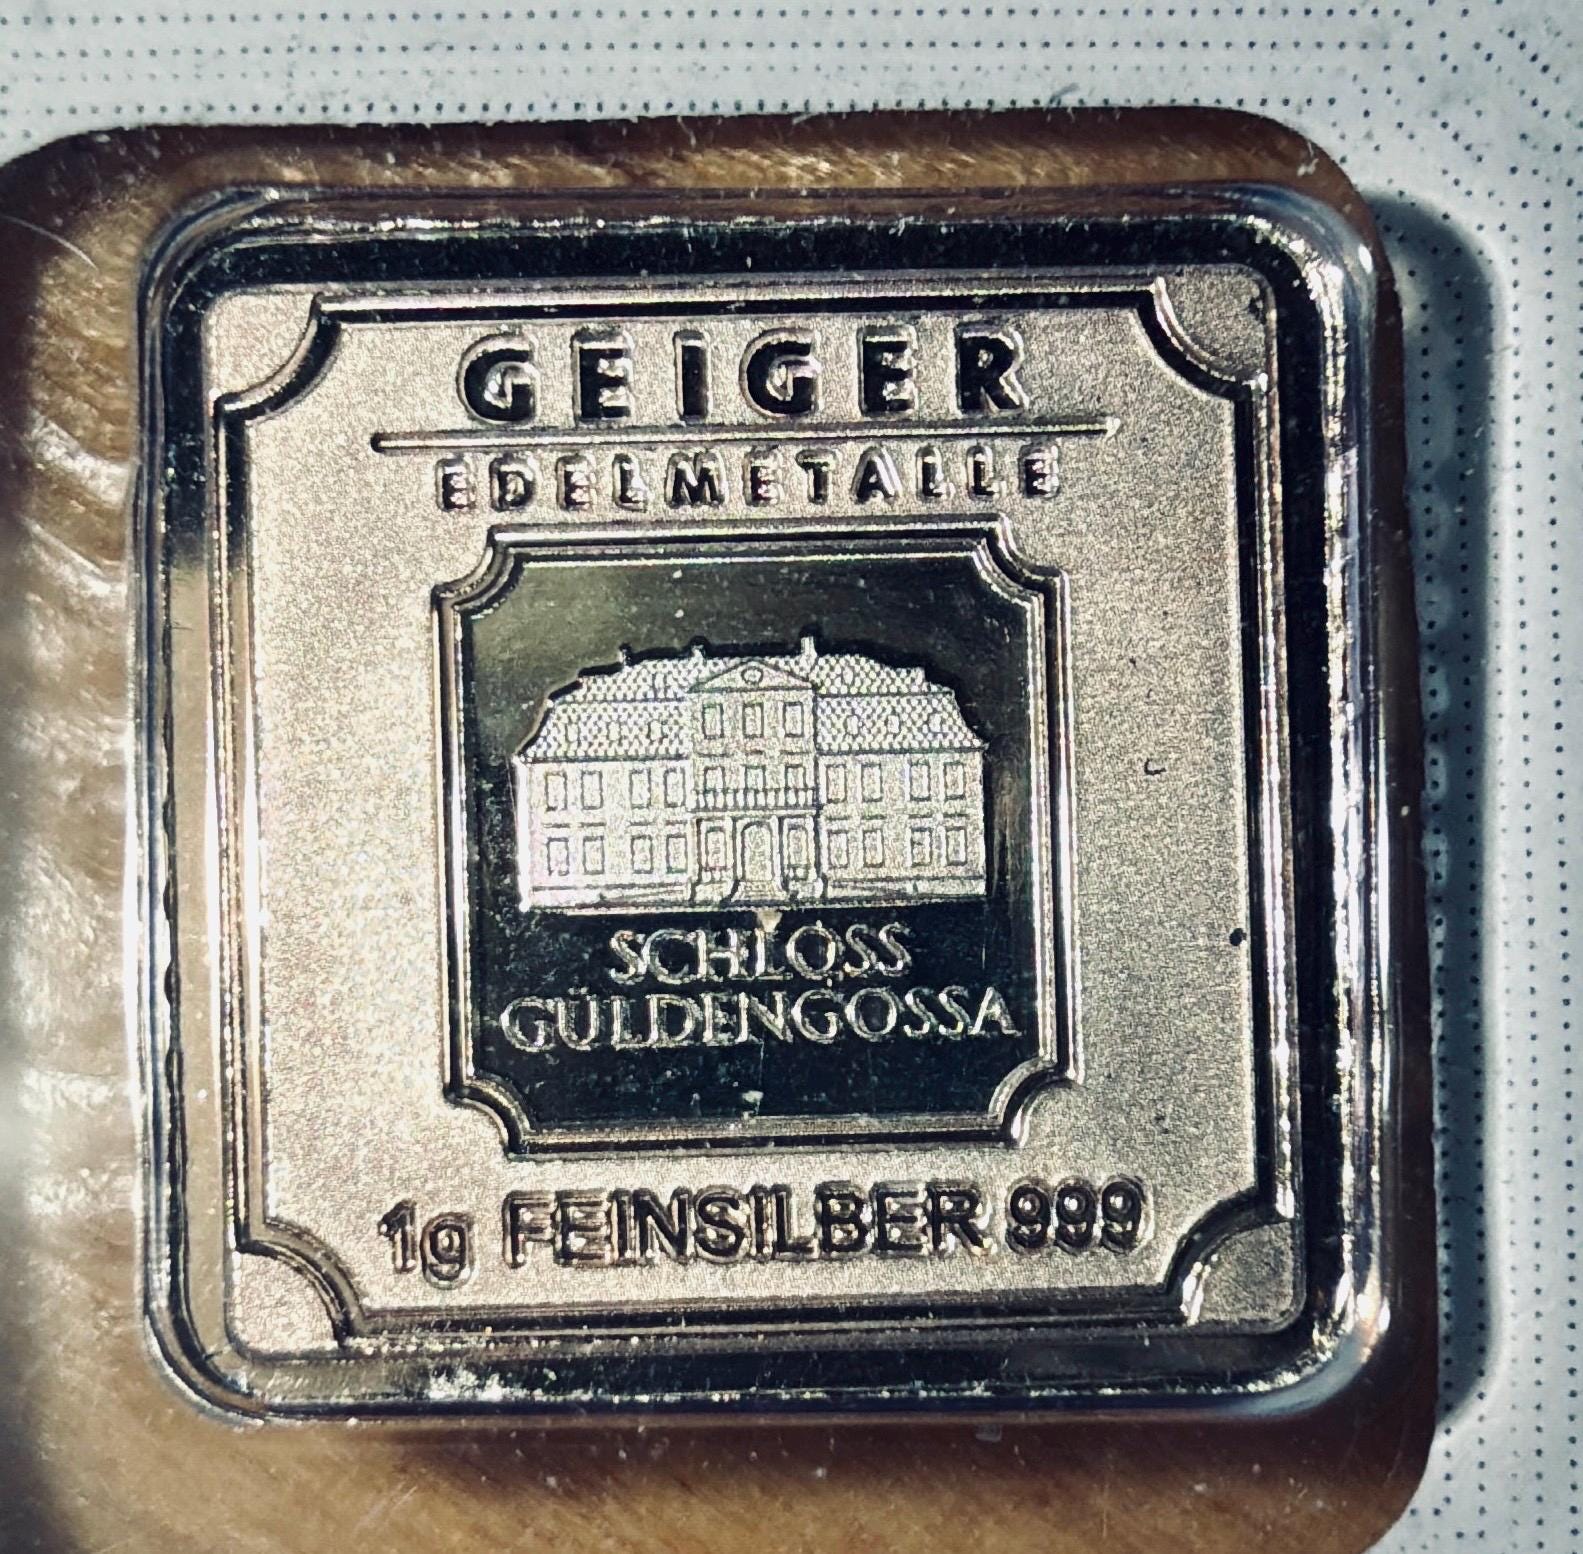 GEIGER
EDELMETALLE
SCHLOSS
GÜLDENGOSSA
1g FEINSILBER 999